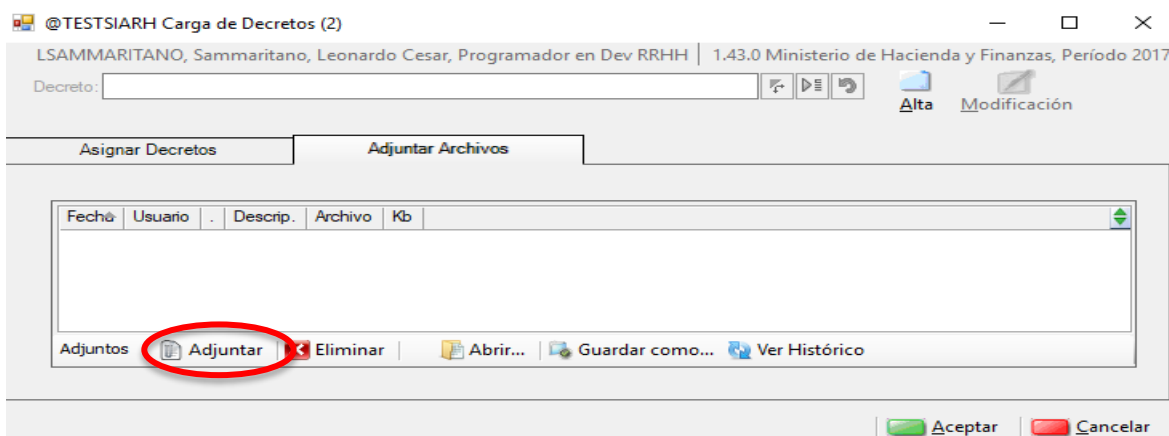 @TESTSIARH Carga de Decretos (2)
LSAMMARITANO, Sammaritano, Leonardo Cesar, Programador en Dev RRHH | 1.43.0 Ministerio de Hacienda y Finanzas, Período 2017
Decreto:
Alta Modificación
Asignar Decretos Adjuntar Archivos
Fecha Usuario . Descrip. Archivo Kb
Adjuntos Adjuntar Eliminar Abrir... Guardar como... Ver Histórico
Aceptar Cancelar